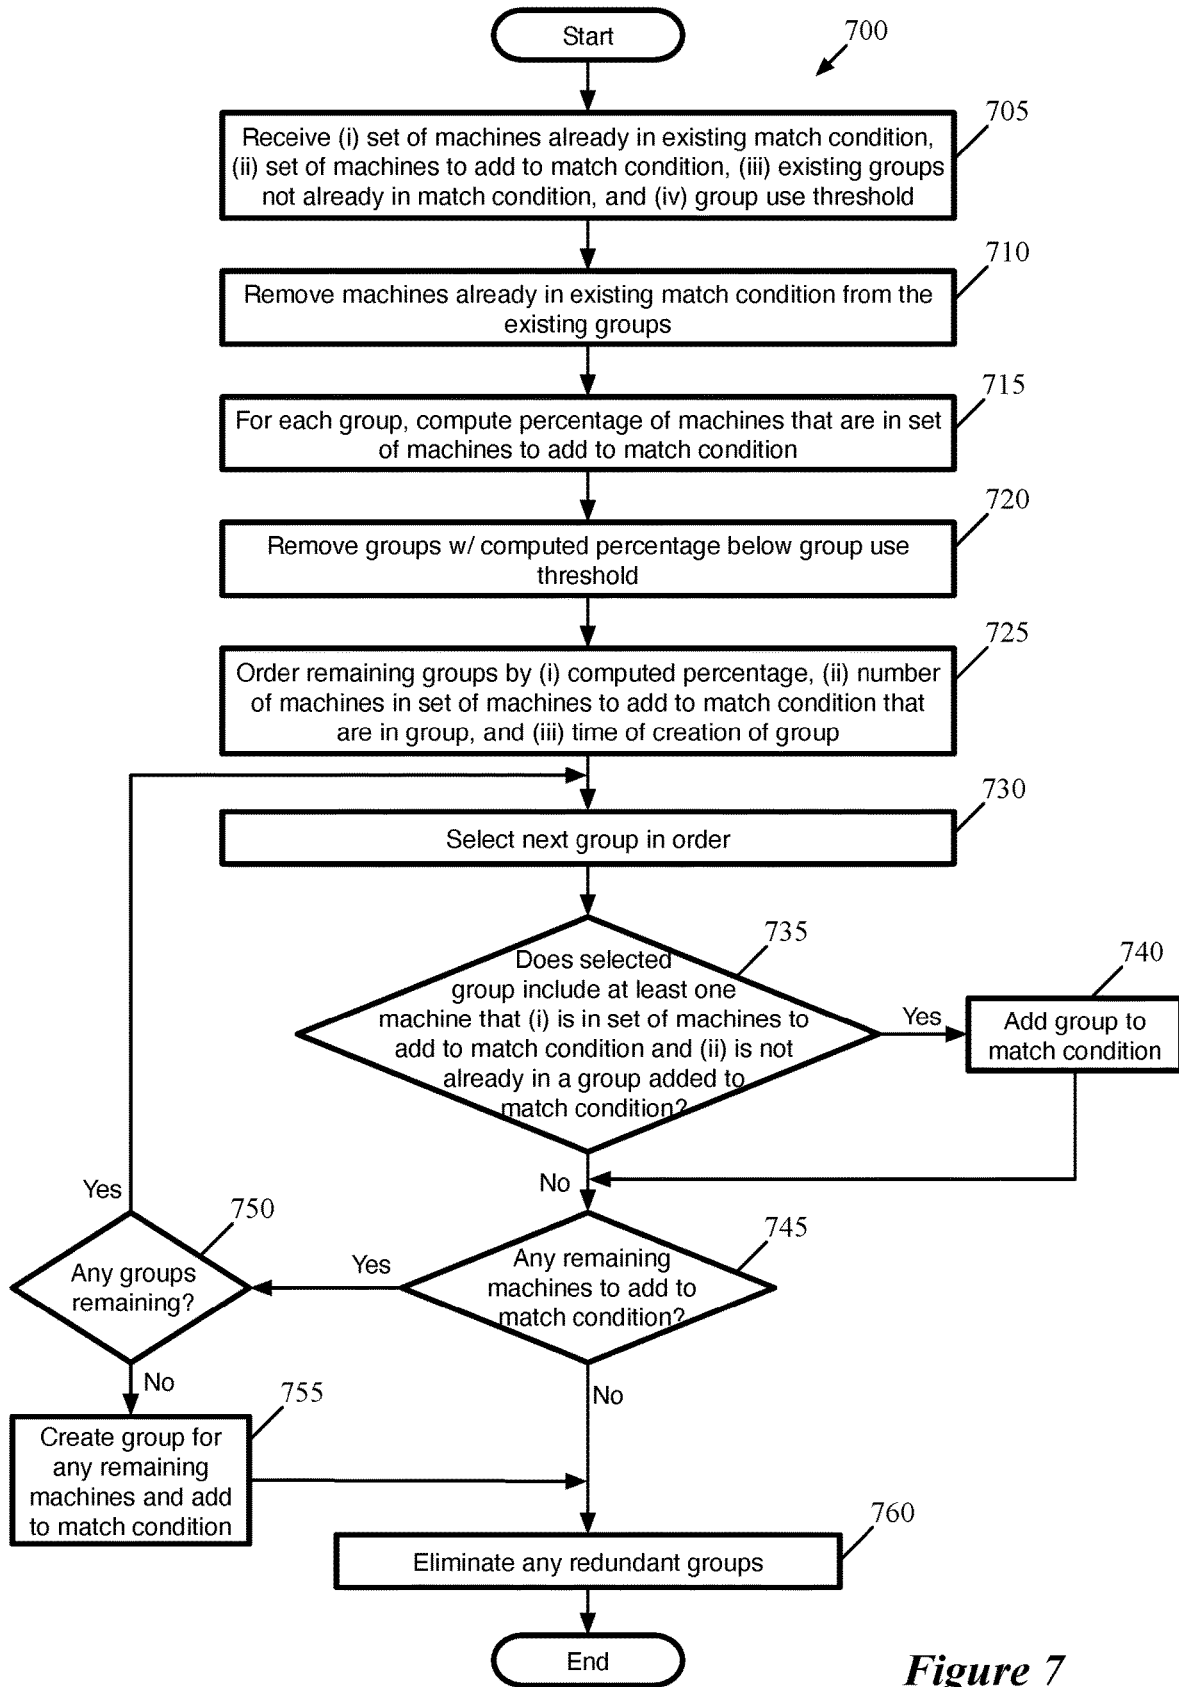 Start
700
705
Receive (i) set of machines already in existing match condition,
(ii) set of machines to add to match condition, (iii) existing groups
not already in match condition, and (iv) group use threshold
710
Remove machines already in existing match condition from the
existing groups
715
For each group, compute percentage of machines that are in set
of machines to add to match condition
720
Remove groups w/ computed percentage below group use
threshold
725
Order remaining groups by (i) computed percentage, (ii) number
of machines in set of machines to add to match condition that
are in group, and (iii) time of creation of group
730
Select next group in order
735
Does selected
group include at least one
machine that (i) is in set of machines to
add to match condition and (ii) is not
already in a group added to
match condition?
Yes
740
Add group to
match condition
No
Yes
750
Any groups
remaining?
Yes
745
Any remaining
machines to add to
match condition?
No
755
Create group for
any remaining
machines and add
to match condition
No
760
Eliminate any redundant groups
End
Figure 7